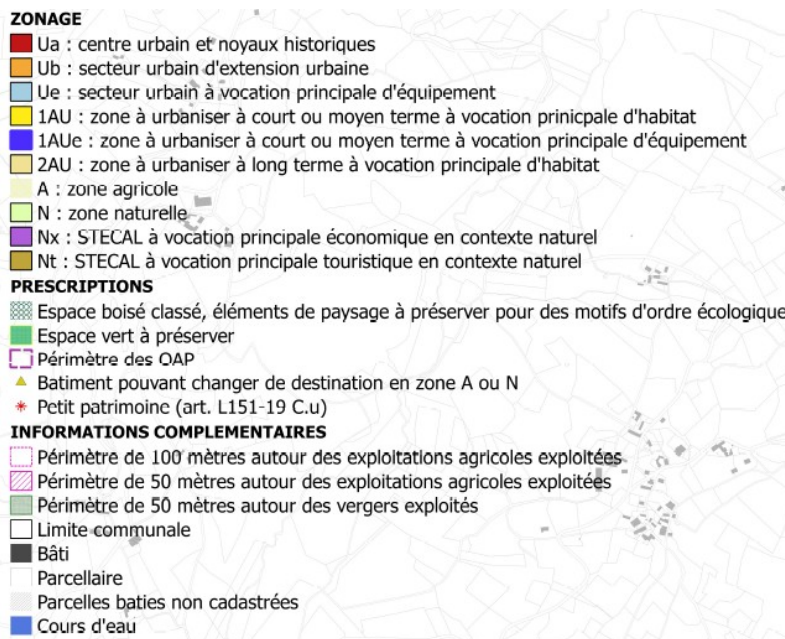 ZONAGE
Ua : centre urbain et noyaux historiques
Ub : secteur urbain d'extension urbaine
Ue : secteur urbain à vocation principale d'équipement
1AU : zone à urbaniser à court ou moyen terme à vocation prinicpale d'habitat
1AUe : zone à urbaniser à court ou moyen terme à vocation principale d'équipement
2AU : zone à urbaniser à long terme à vocation principale d'habitat
A : zone agricole
N : zone naturelle
Nx : STECAL à vocation principale économique en contexte naturel
Nt : STECAL à vocation principale touristique en contexte naturel
PRESCRIPTIONS
Espace boisé classé, éléments de paysage à préserver pour des motifs d'ordre écologique
Espace vert à préserver
Périmètre des OAP
Batiment pouvant changer de destination en zone A ou N
Petit patrimoine (art. L151-19 C.u)
INFORMATIONS COMPLEMENTAIRES
Périmètre de 100 mètres autour des exploitations agricoles exploitées
Périmètre de 50 mètres autour des exploitations agricoles exploitées
Périmètre de 50 mètres autour des vergers exploités
Limite communale
Bâti
Parcellaire
Parcelles baties non cadastrées
Cours d'eau